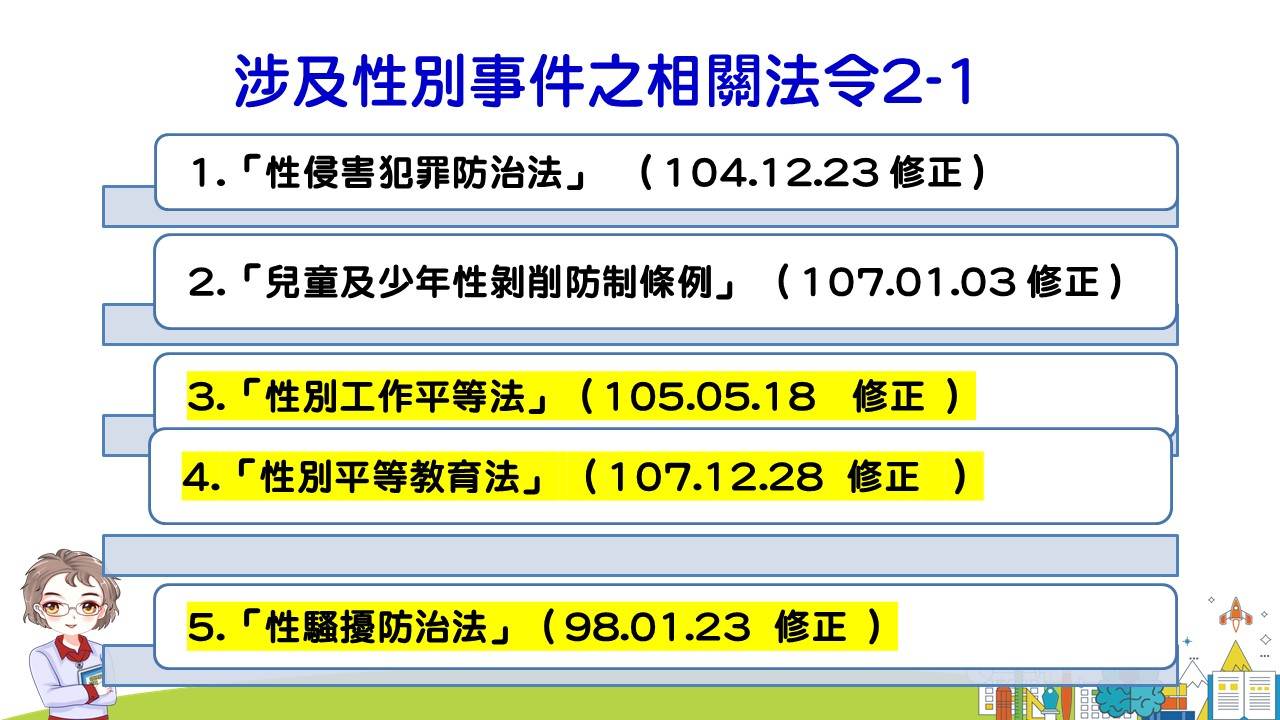 涉及性別事件之相關法令2-1
1.「性侵害犯罪防治法」 （104.12.23修正）
2.「兒童及少年性剝削防制條例」（107.01.03修正）
3.「性別工作平等法」（105.05.18 修正 ）
4.「性別平等教育法」（107.12.28 修正 ）
5.「性騷擾防治法」（98.01.23 修正 ）